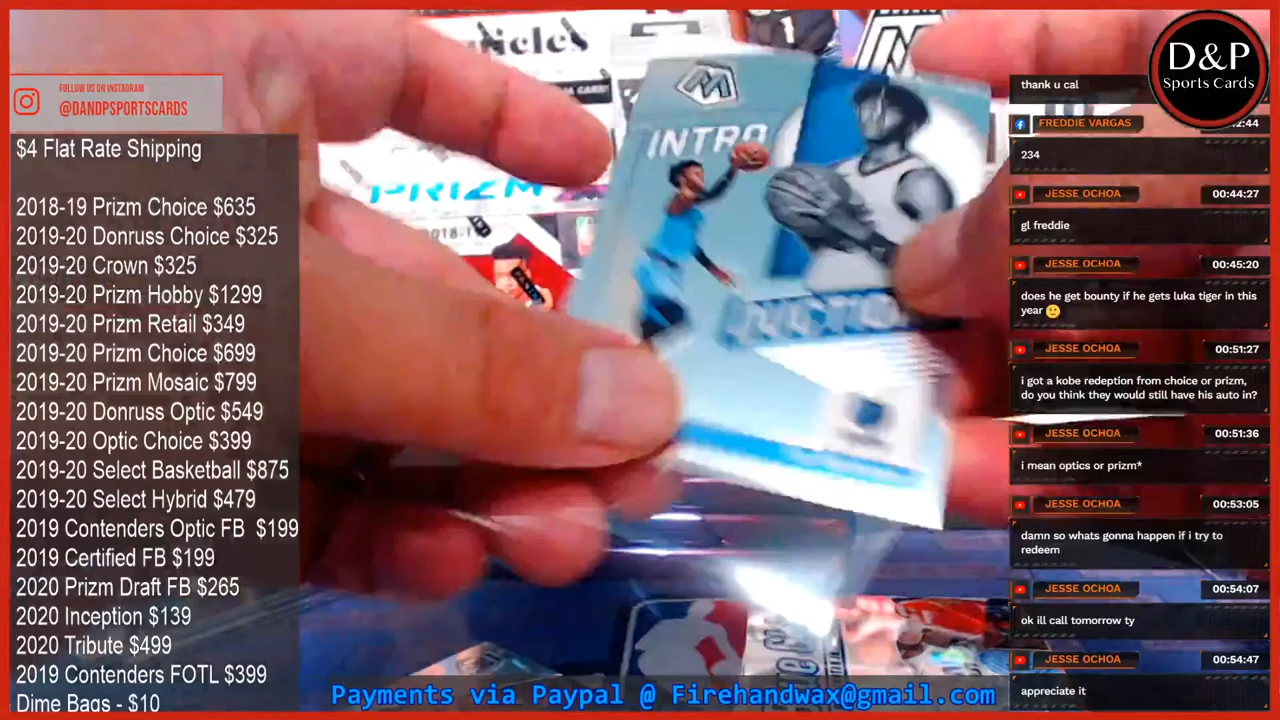 FOLLOW US ON INSTAGRAM
@DANDPSPORTSCARDS
$4 Flat Rate Shipping
2018-19 Prizm Choice $635
2019-20 Donruss Choice $325
2019-20 Crown $325
2019-20 Prizm Hobby $1299
2019-20 Prizm Retail $349
2019-20 Prizm Choice $699
2019-20 Prizm Mosaic $799
2019-20 Donruss Optic $549
2019-20 Optic Choice $399
2019-20 Select Basketball $875
2019-20 Select Hybrid $479
2019 Contenders Optic FB $199
2019 Certified FB $199
2020 Prizm Draft FB $265
2020 Inception $139
2020 Tribute $499
2019 Contenders FOTL $399
Dime Bags - $10
PRIZM
INTRO
DUCTION
Payments via Paypal @ Firehandwax@gmail.com
D&P
Sports Cards
thank u cal
FREDDIE VARGAS
2:44
234
JESSE OCHOA
00:44:27
gl freddie
JESSE OCHOA
00:45:20
does he get bounty if he gets luka tiger in this
year
JESSE OCHOA
00:51:27
i got a kobe redeption from choice or prizm,
do you think they would still have his auto in?
JESSE OCHOA
00:51:36
i mean optics or prizm*
JESSE OCHOA
00:53:05
damn so whats gonna happen if i try to
redeem
JESSE OCHOA
00:54:07
ok ill call tomorrow ty
JESSE OCHOA
00:54:47
appreciate it